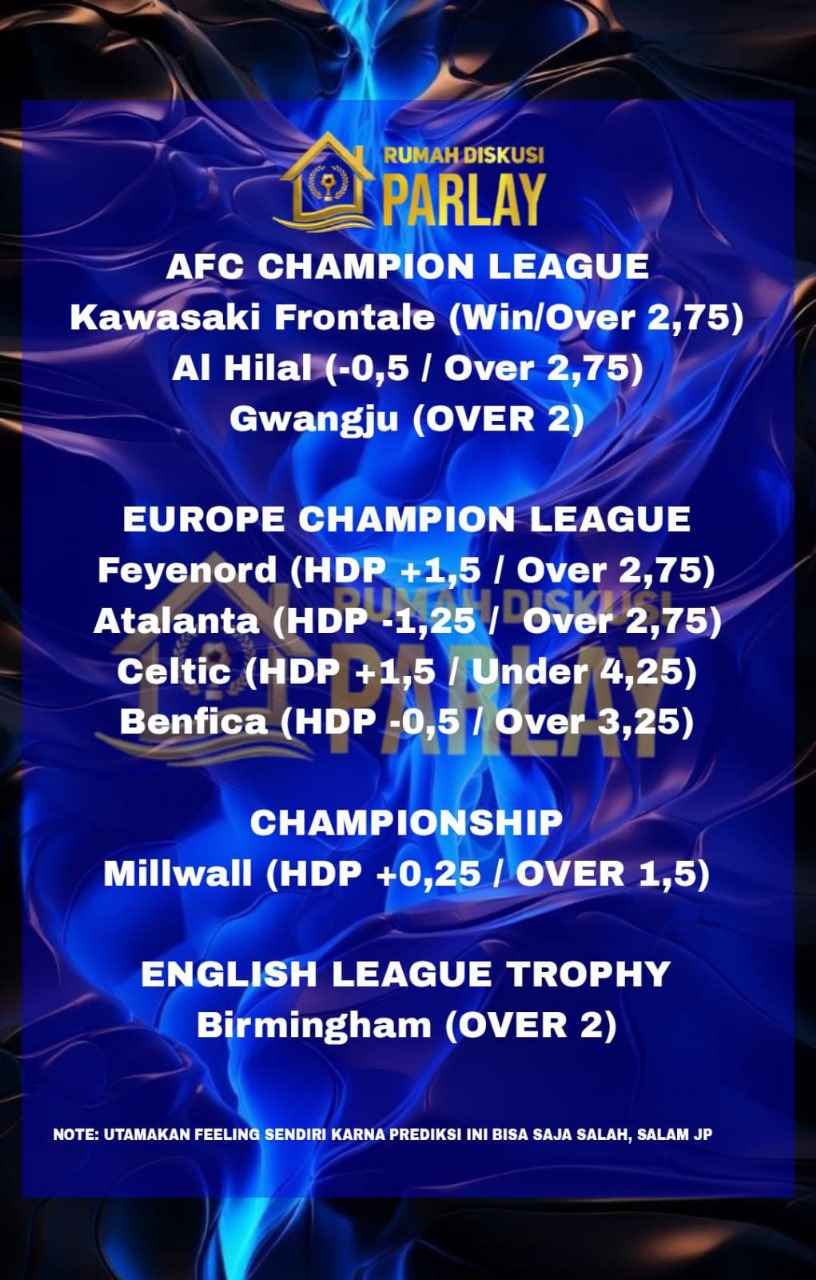 RUMAH DISKUSI
PARLAY
AFC CHAMPION LEAGUE
Kawasaki Frontale (Win/Over 2,75)
Al Hilal (-0,5 / Over 2,75)
Gwangju (OVER 2)
EUROPE CHAMPION LEAGUE
Feyenord (HDP +1,5 / Over 2,75)
RUMAH DISKUSI
Atalanta (HDP -1,25 / Over 2,75)
Celtic (HDP +1,5 / Under 4,25)
PARLAY
Benfica (HDP -0,5 / Over 3,25)
CHAMPIONSHIP
Millwall (HDP +0,25 / OVER 1,5)
ENGLISH LEAGUE TROPHY
Birmingham (OVER 2)
NOTE: UTAMAKAN FEELING SENDIRI KARNA PREDIKSI INI BISA SAJA SALAH, SALAM JP